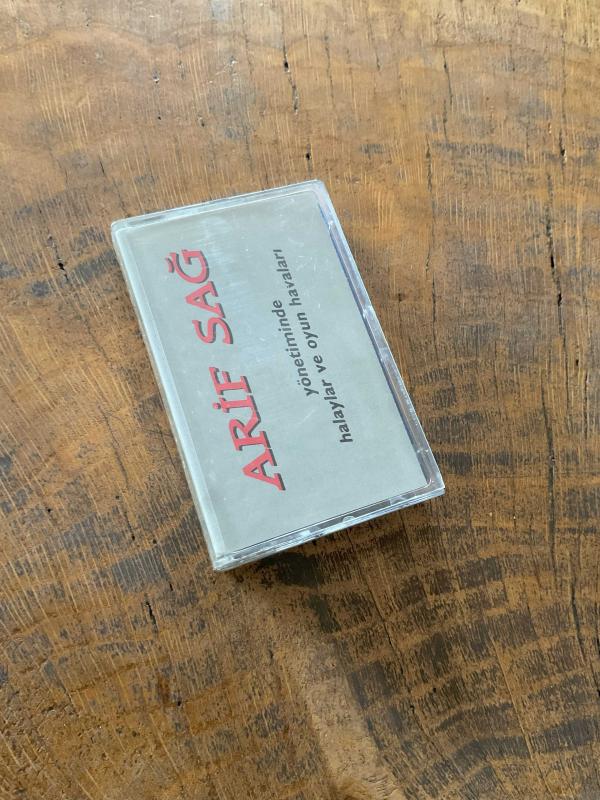 ARİF SAĞ
yönetiminde
halaylar ve oyun havaları